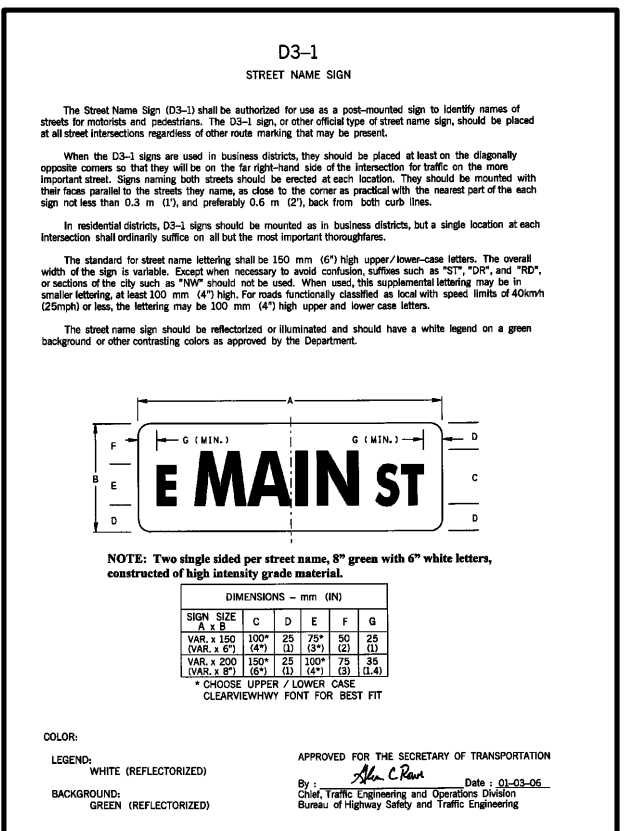 D3–1
STREET NAME SIGN
The Street Name Sign (D3–1) shall be authorized for use as a post–mounted sign to identify names of
streets for motorists and pedestrians. The D3–1 sign, or other official type of street name sign, should be placed
at all street intersections regardless of other route marking that may be present.
When the D3–1 signs are used in business districts, they should be placed at least on the diagonally
opposite corners so that they will be on the far right–hand side of the intersection for traffic on the more
important street. Signs naming both streets should be erected at each location. They should be mounted with
their faces parallel to the streets they name, as close to the corner as practical with the nearest part of the each
sign not less than 0.3 m (1'), and preferably 0.6 m (2'), back from both curb lines.
In residential districts, D3–1 signs should be mounted as in business districts, but a single location at each
intersection shall ordinarily suffice on all but the most important thoroughfares.
The standard for street name lettering shall be 150 mm (6") high upper/lower–case letters. The overall
width of the sign is variable. Except when necessary to avoid confusion, suffixes such as "ST", "DR", and "RD",
or sections of the city such as "NW" should not be used. When used, this supplemental lettering may be in
smaller lettering, at least 100 mm (4") high. For roads functionally classified as local with speed limits of 40km/h
(25mph) or less, the lettering may be 100 mm (4") high upper and lower case letters.
The street name sign should be reflectorized or illuminated and should have a white legend on a green
background or other contrasting colors as approved by the Department.
A
F G (MIN.) G (MIN.) D
B E E MAIN ST C
D D
NOTE: Two single sided per street name, 8" green with 6" white letters,
constructed of high intensity grade material.
DIMENSIONS – mm (IN)
SIGN SIZE
A x B C D E F G
VAR. x 150 100* 25 75* 50 25
(VAR. x 6") (4*) (1) (3*) (2) (1)
VAR. x 200 150* 25 100* 75 35
(VAR. x 8") (6*) (1) (4*) (3) (1.4)
* CHOOSE UPPER / LOWER CASE
CLEARVIEWHWY FONT FOR BEST FIT
COLOR:
LEGEND:
WHITE (REFLECTORIZED)
BACKGROUND:
GREEN (REFLECTORIZED)
APPROVED FOR THE SECRETARY OF TRANSPORTATION
By : Date : 01–03–06
Chief, Traffic Engineering and Operations Division
Bureau of Highway Safety and Traffic Engineering